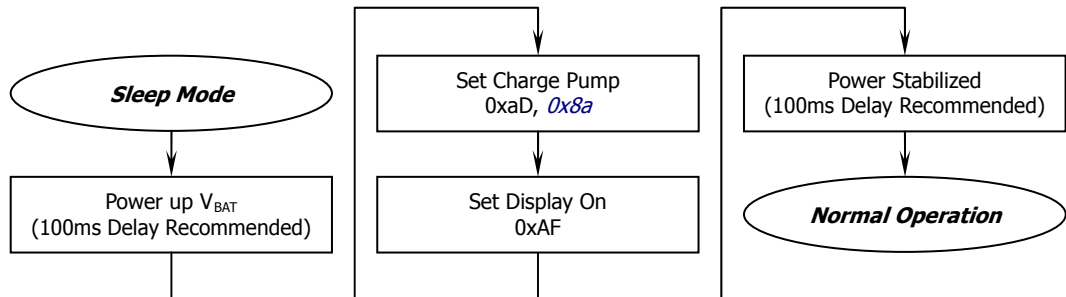 Sleep Mode
Power up VBAT
(100ms Delay Recommended)
Set Charge Pump
0xaD, 0x8a
Set Display On
0xAF
Power Stabilized
(100ms Delay Recommended)
Normal Operation